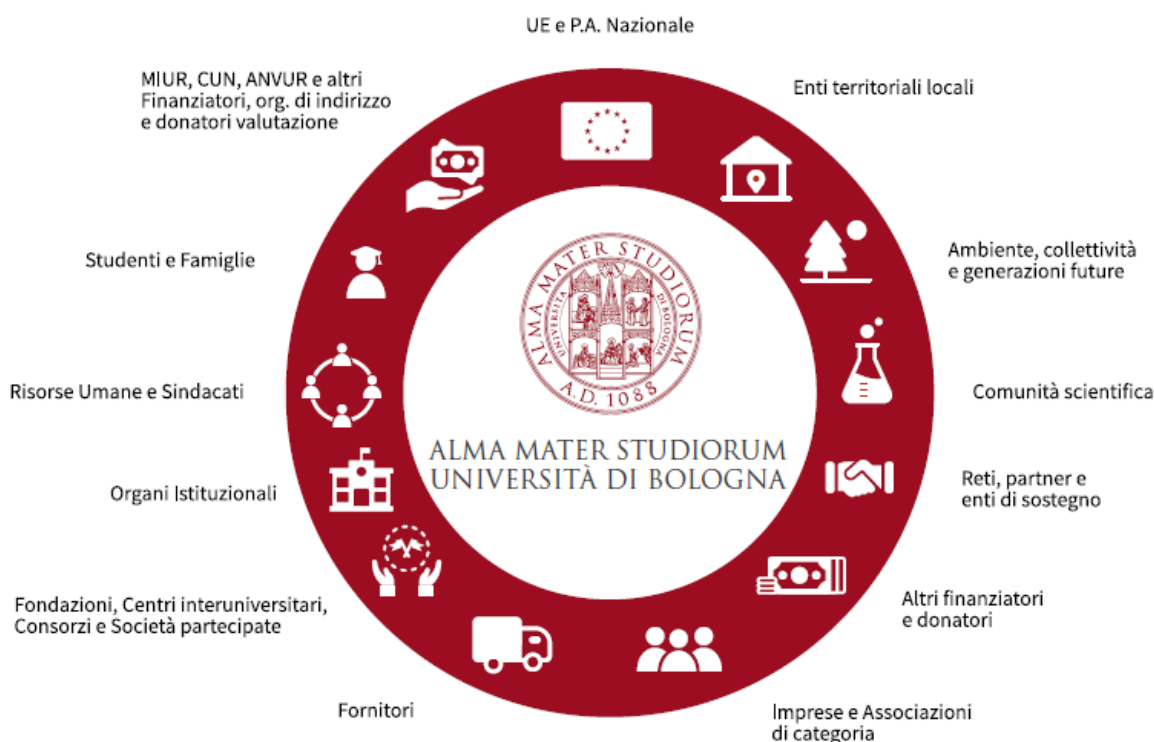 UE e P.A. Nazionale
MIUR, CUN, ANVUR e altri
Finanziatori, org. di indirizzo
e donatori valutazione
Enti territoriali locali
Studenti e Famiglie
Ambiente, collettività
e generazioni future
Risorse Umane e Sindacati
Comunità scientifica
Organi Istituzionali
Reti, partner e
enti di sostegno
Fondazioni, Centri interuniversitari,
Consorzi e Società partecipate
Altri finanziatori
e donatori
Fornitori
Imprese e Associazioni
di categoria
ALMA MATER STUDIORUM
A.D. 1088
UNIVERSITA DI BOLOGNA
ALMA MATER STUDIORUM
UNIVERSITÀ DI BOLOGNA